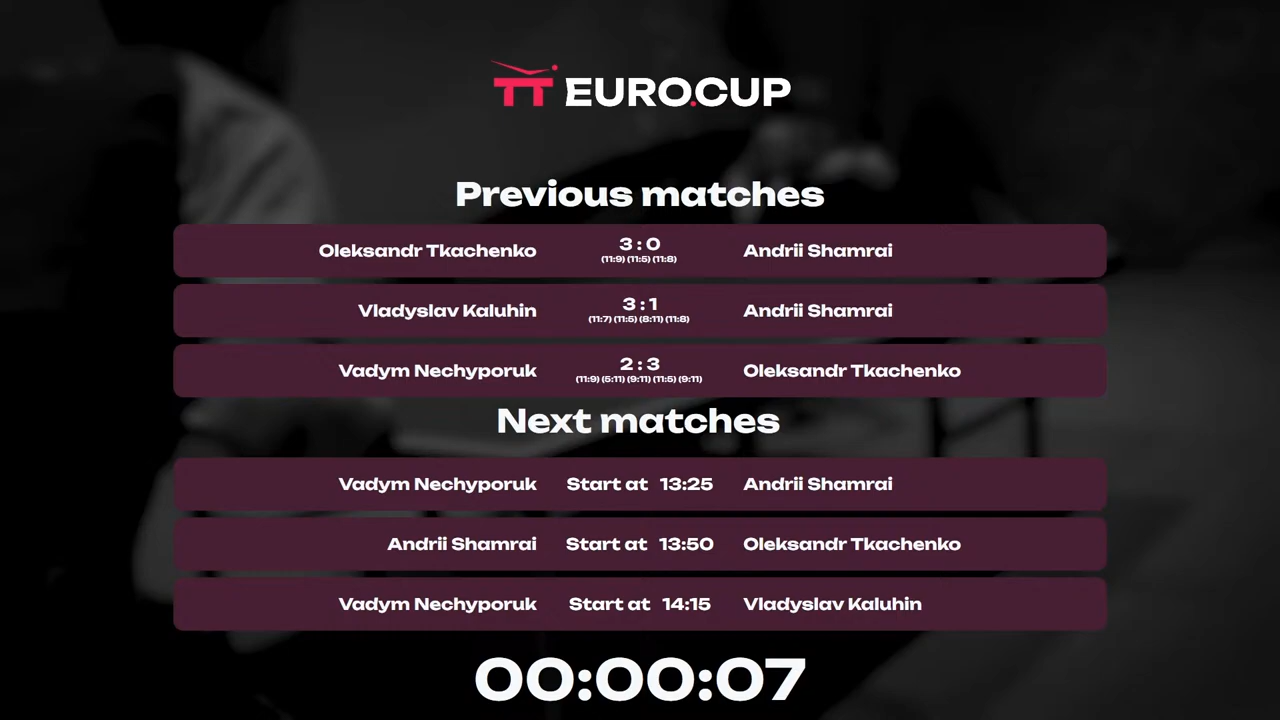 TT EURO.CUP
Previous matches
Oleksandr Tkachenko 3:0 Andrii Shamrai
(11:9) (11:5) (11:8)
Vladyslav Kaluhin 3:1 Andrii Shamrai
(11:7) (11:5) (8:11) (11:8)
Vadym Nechyporuk 2:3 Oleksandr Tkachenko
(11:9) (5:11) (9:11) (11:5) (9:11)
Next matches
Vadym Nechyporuk Start at 13:25 Andrii Shamrai
Andrii Shamrai Start at 13:50 Oleksandr Tkachenko
Vadym Nechyporuk Start at 14:15 Vladyslav Kaluhin
00:00:07